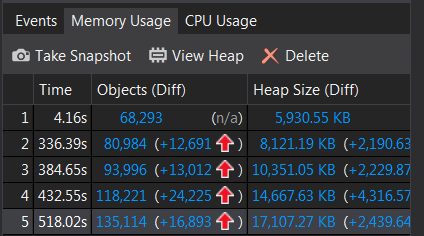 Events Memory Usage CPU Usage
Take Snapshot View Heap Delete
Time Objects (Diff) Heap Size (Diff)
1 4.16s 68,293 (n/a) 5,930.55 KB
2 336.39s 80,984 (+12,691 8,121.19 KB (+2,190.63
3 384.65s 93,996 (+13,012 10,351.05 KB (+2,229.87
4 432.55s 118,221 (+24,225 14,667.63 KB (+4,316.57
5 518.02s 135,114 (+16,893 17,107.27 KB (+2,439.64